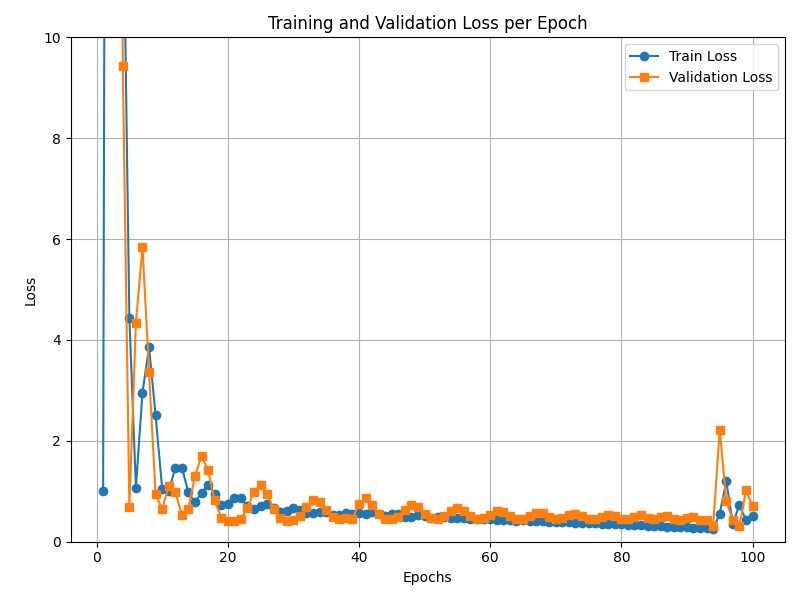 Training and Validation Loss per Epoch
Train Loss
Validation Loss
10
8
6
4
2
0
Loss
0 20 40 60 80 100
Epochs